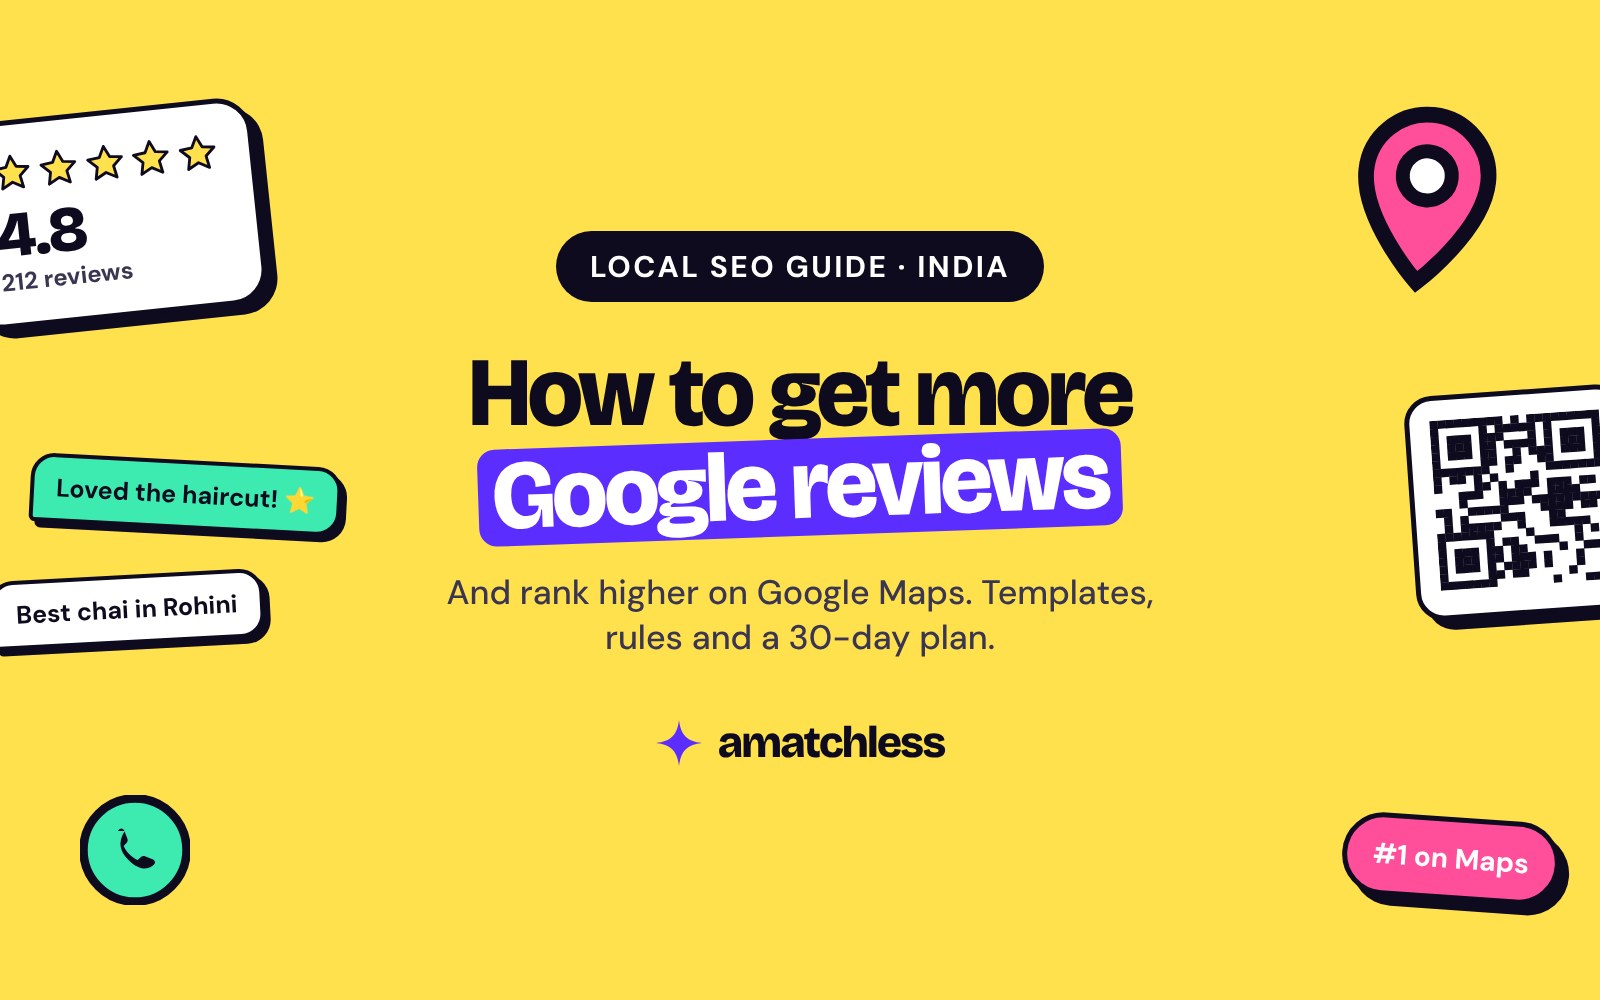 4.8
212 reviews
LOCAL SEO GUIDE · INDIA
How to get more
Google reviews
And rank higher on Google Maps. Templates,
rules and a 30-day plan.
amatchless
Loved the haircut! ⭐
Best chai in Rohini
#1 on Maps